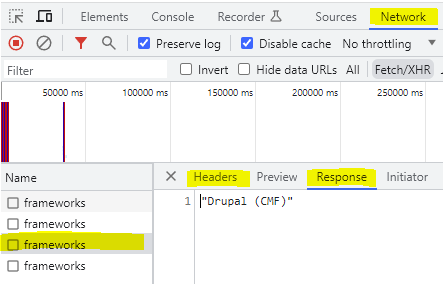 Elements Console Recorder Sources Network
Preserve log Disable cache No throttling
Filter Invert Hide data URLs All Fetch/XHR
50000 ms 100000 ms 150000 ms 200000 ms 250000 ms
Name Headers Preview Response Initiator
frameworks 1 "Drupal (CMF)"
frameworks
frameworks
frameworks